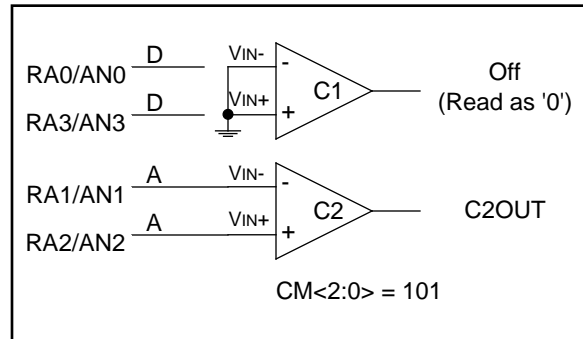 RA0/AN0 D VIN- - C1 Off
(Read as '0')
RA3/AN3 D VIN+ +
RA1/AN1 A VIN- - C2 C2OUT
RA2/AN2 A VIN+ +
CM<2:0> = 101